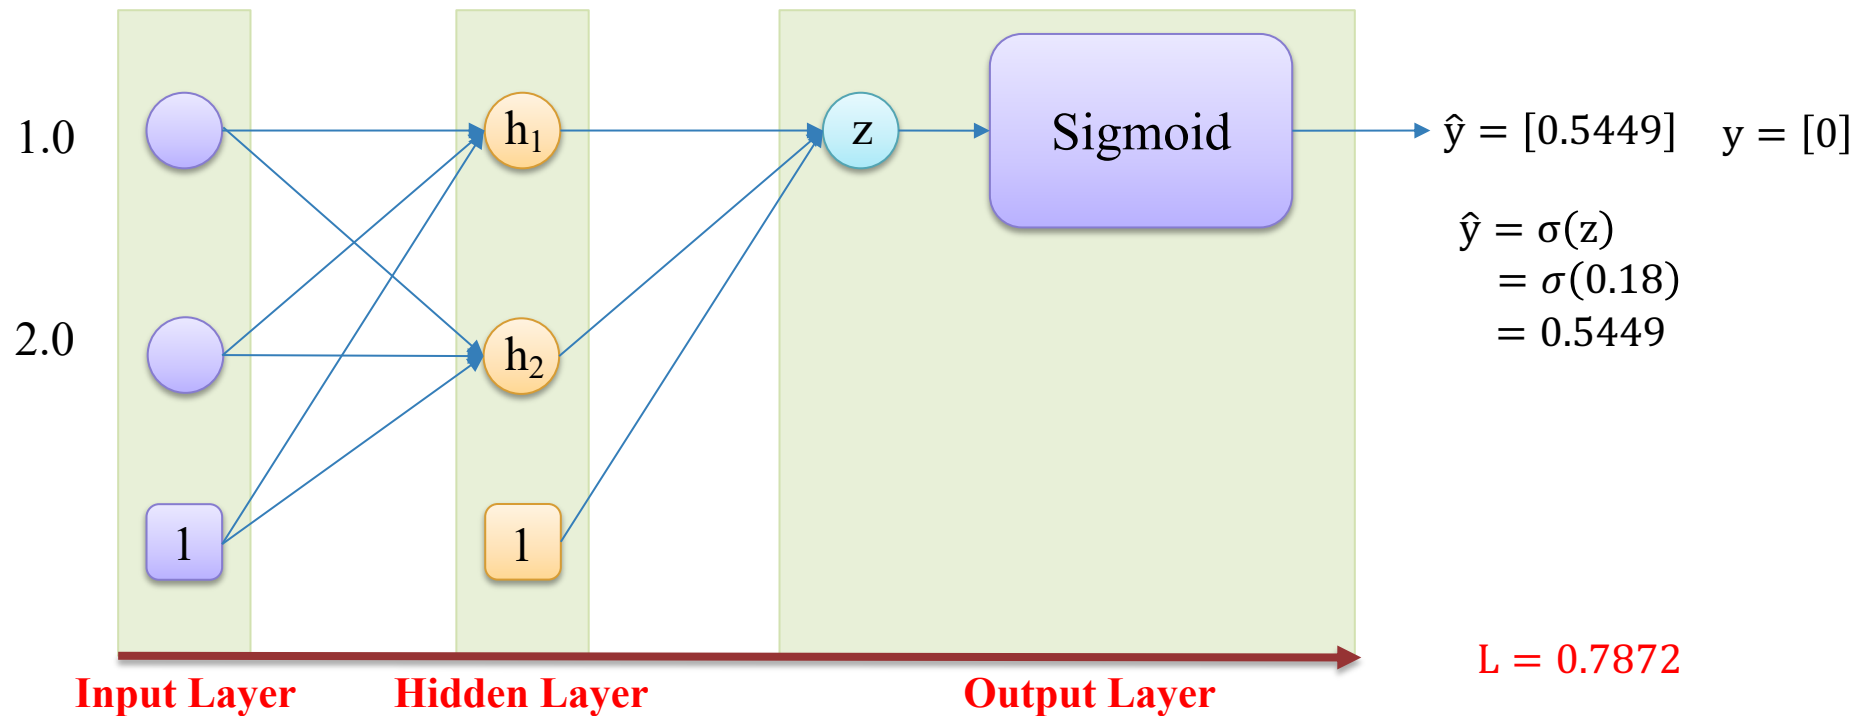 1.0
h₁
z
Sigmoid
ŷ = [0.5449]
y = [0]
ŷ = σ(z)
= σ(0.18)
= 0.5449
2.0
h₂
1
1
L = 0.7872
Input Layer
Hidden Layer
Output Layer